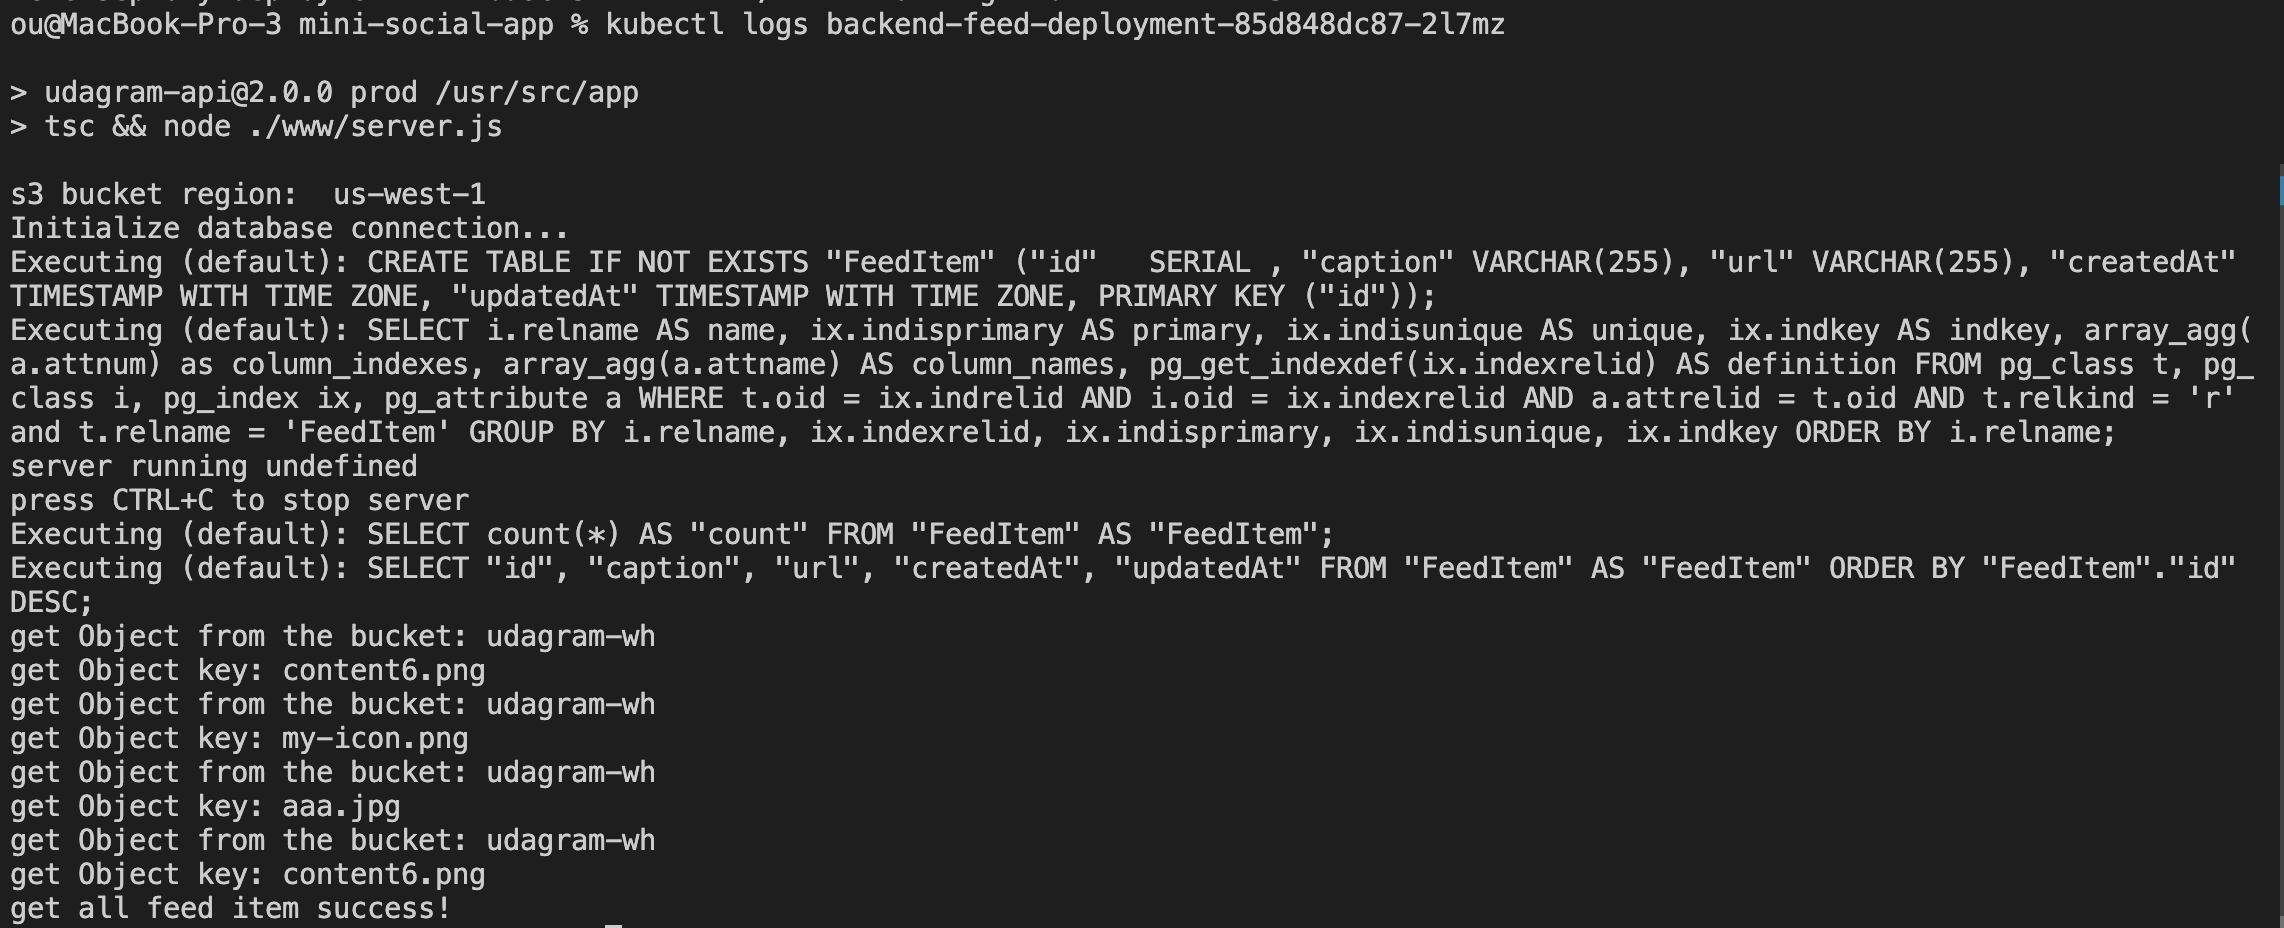 ou@MacBook-Pro-3 mini-social-app % kubectl logs backend-feed-deployment-85d848dc87-2l7mz
> udagram-api@2.0.0 prod /usr/src/app
> tsc && node ./www/server.js
s3 bucket region:  us-west-1
Initialize database connection...
Executing (default): CREATE TABLE IF NOT EXISTS "FeedItem" ("id"   SERIAL , "caption" VARCHAR(255), "url" VARCHAR(255), "createdAt"
TIMESTAMP WITH TIME ZONE, "updatedAt" TIMESTAMP WITH TIME ZONE, PRIMARY KEY ("id"));
Executing (default): SELECT i.relname AS name, ix.indisprimary AS primary, ix.indisunique AS unique, ix.indkey AS indkey, array_agg(
a.attnum) as column_indexes, array_agg(a.attname) AS column_names, pg_get_indexdef(ix.indexrelid) AS definition FROM pg_class t, pg_
class i, pg_index ix, pg_attribute a WHERE t.oid = ix.indrelid AND i.oid = ix.indexrelid AND a.attrelid = t.oid AND t.relkind = 'r'
and t.relname = 'FeedItem' GROUP BY i.relname, ix.indexrelid, ix.indisprimary, ix.indisunique, ix.indkey ORDER BY i.relname;
server running undefined
press CTRL+C to stop server
Executing (default): SELECT count(*) AS "count" FROM "FeedItem" AS "FeedItem";
Executing (default): SELECT "id", "caption", "url", "createdAt", "updatedAt" FROM "FeedItem" AS "FeedItem" ORDER BY "FeedItem"."id"
DESC;
get Object from the bucket: udagram-wh
get Object key: content6.png
get Object from the bucket: udagram-wh
get Object key: my-icon.png
get Object from the bucket: udagram-wh
get Object key: aaa.jpg
get Object from the bucket: udagram-wh
get Object key: content6.png
get all feed item success!